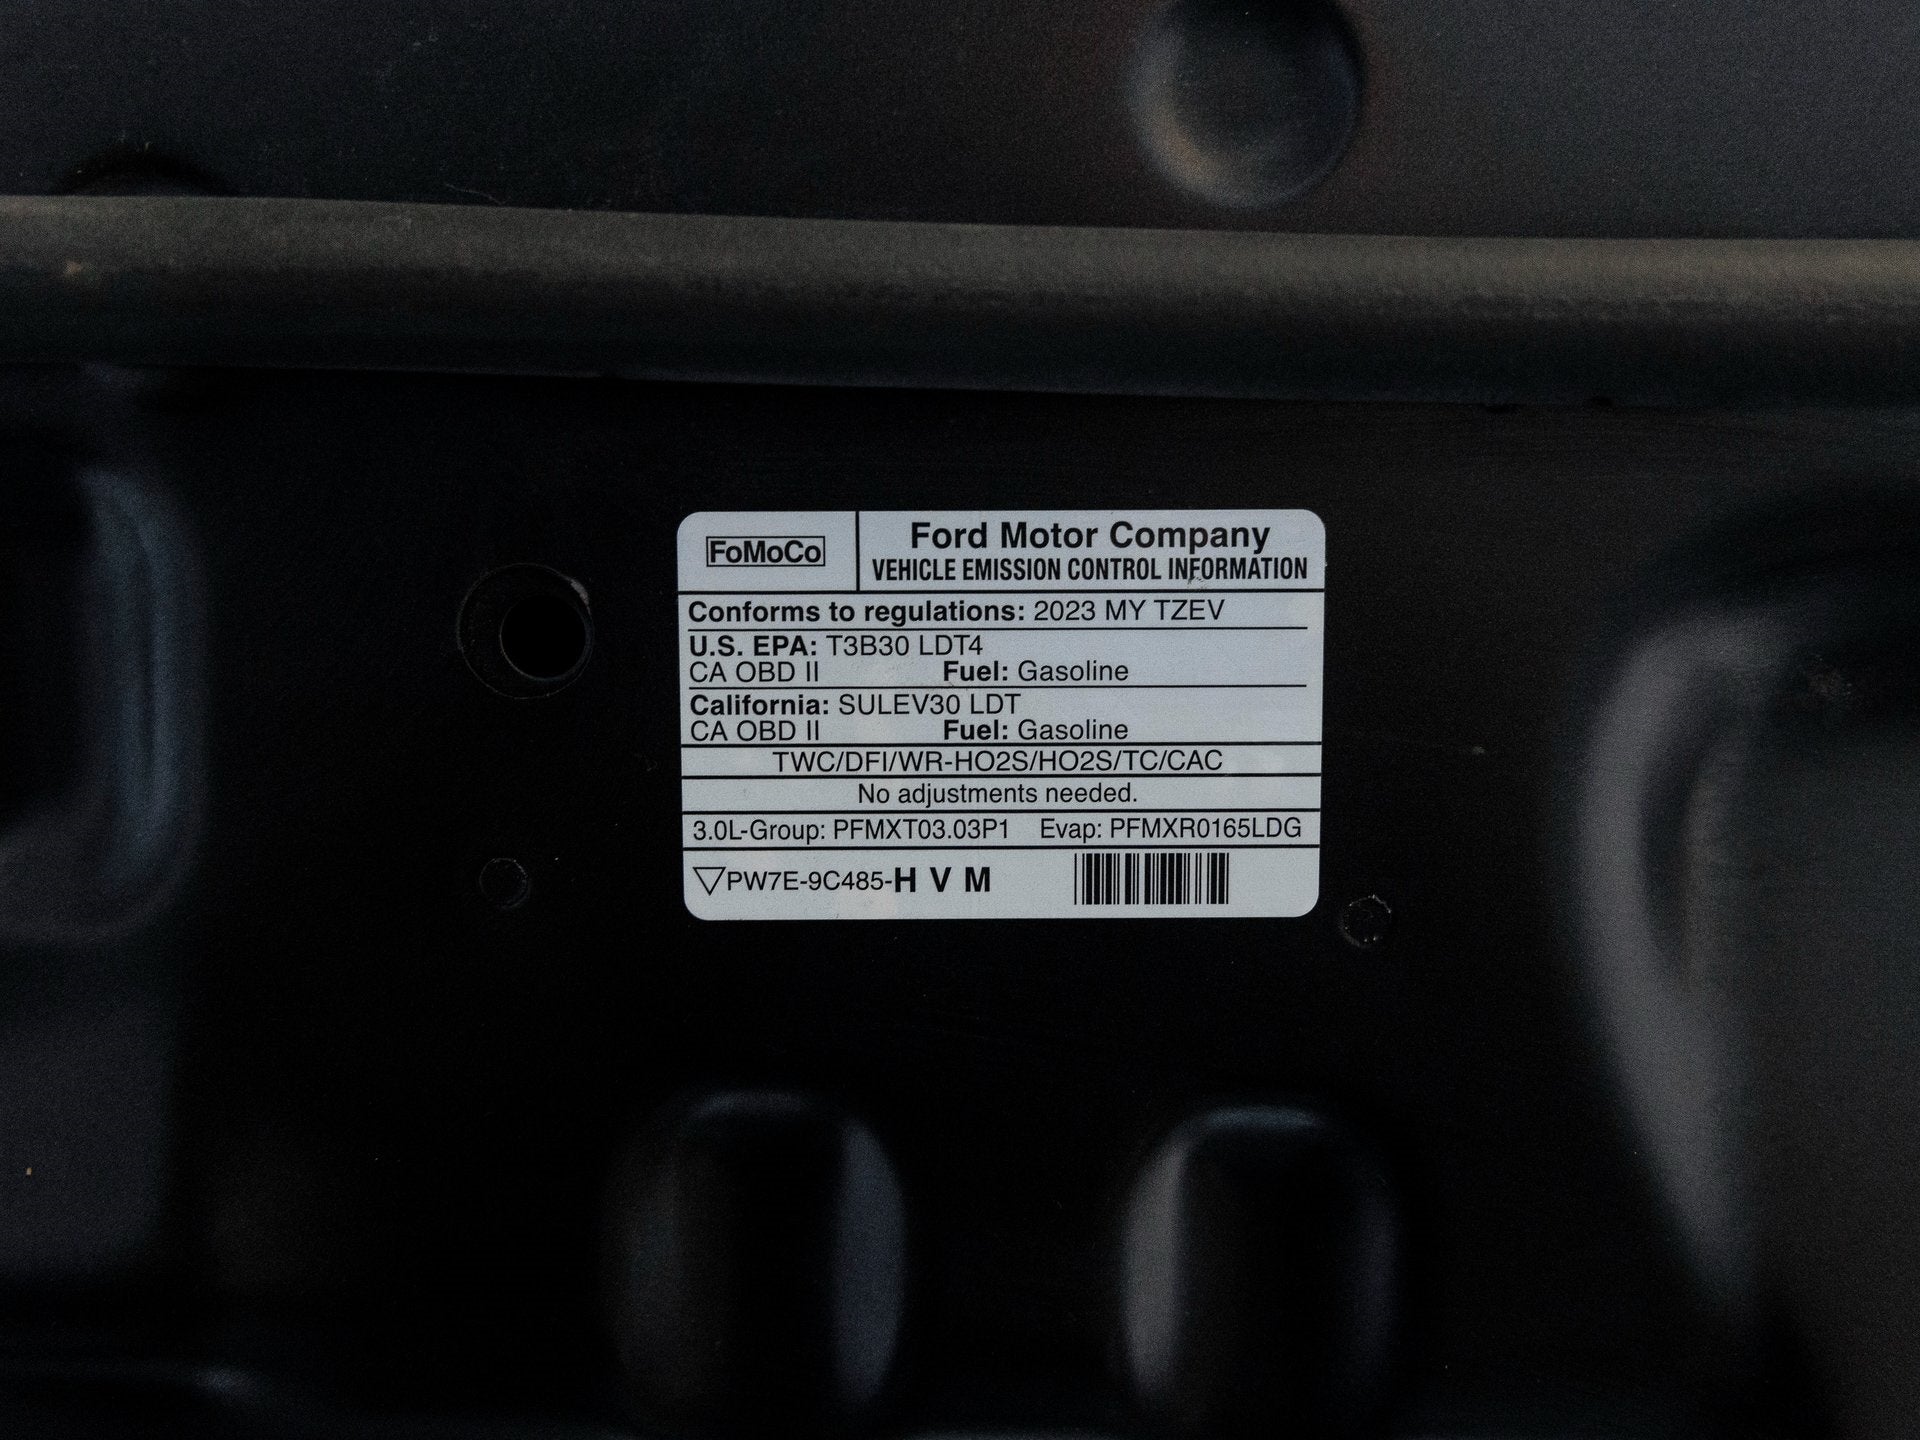 FoMoCo
Ford Motor Company
VEHICLE EMISSION CONTROL INFORMATION
Conforms to regulations: 2023 MY TZEV
U.S. EPA: T3B30 LDT4
CA OBD II Fuel: Gasoline
California: SULEV30 LDT
CA OBD II Fuel: Gasoline
TWC/DFI/WR-HO2S/HO2S/TC/CAC
No adjustments needed.
3.0L-Group: PFMXT03.03P1 Evap: PFMXR0165LDG
PW7E-9C485-H V M